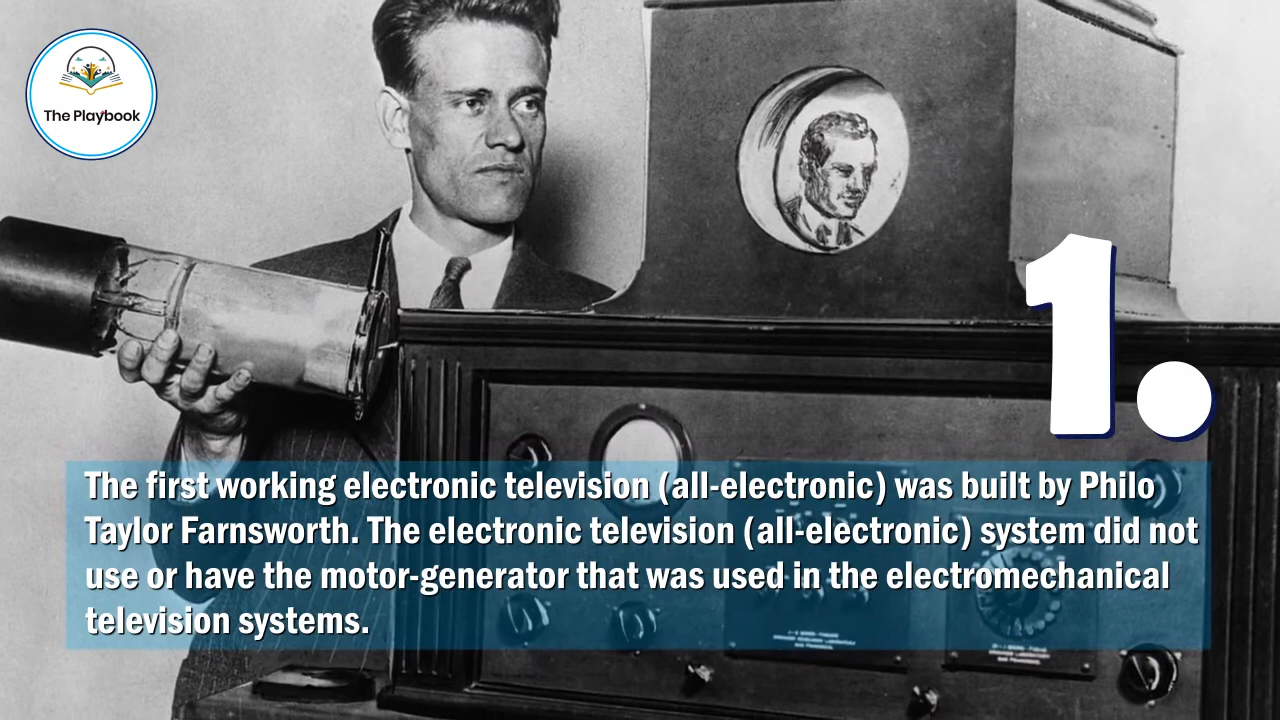 The Playbook
1.
The first working electronic television (all-electronic) was built by Philo
Taylor Farnsworth. The electronic television (all-electronic) system did not
use or have the motor-generator that was used in the electromechanical
television systems.